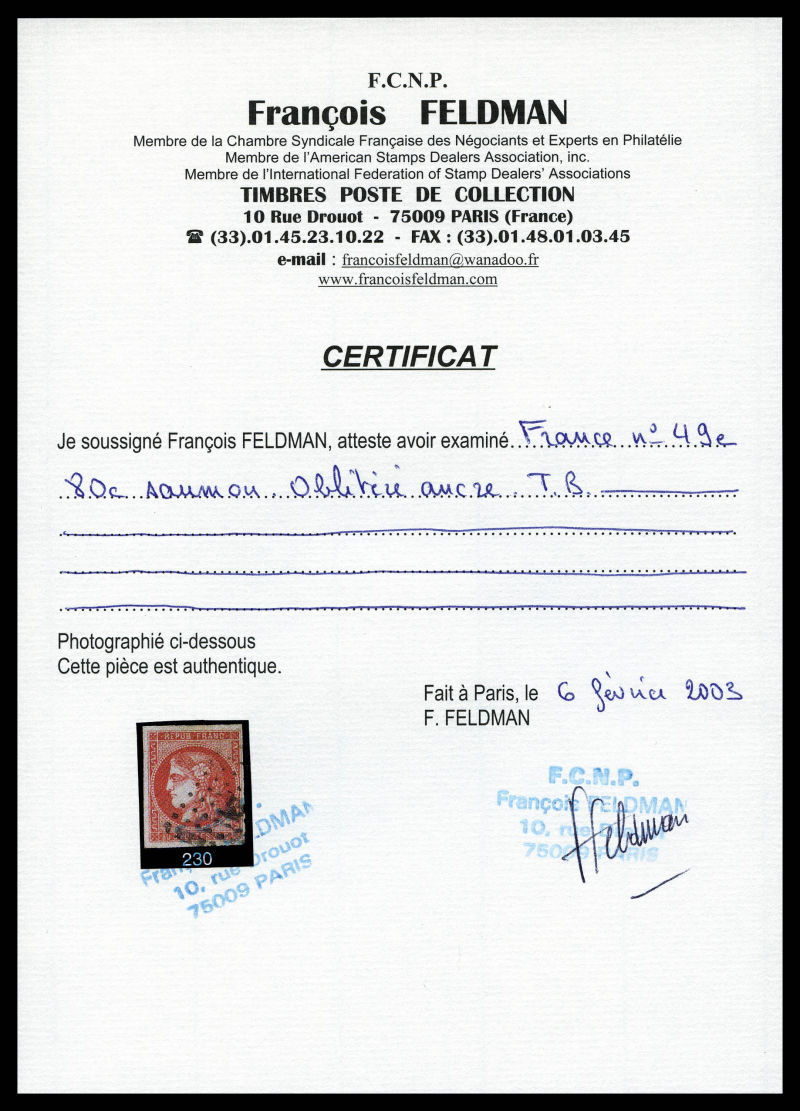 F.C.N.P.
François FELDMAN
Membre de la Chambre Syndicale Française des Négociants et Experts en Philatélie
Membre de l'American Stamps Dealers Association, inc.
Membre de l'International Federation of Stamp Dealers' Associations
TIMBRES POSTE DE COLLECTION
10 Rue Drouot - 75009 PARIS (France)
☎ (33).01.45.23.10.22 - FAX : (33).01.48.01.03.45
e-mail : francoisfeldman@wanadoo.fr
www.francoisfeldman.com
CERTIFICAT
Je soussigné François FELDMAN, atteste avoir examiné France n° 49e
80c saumon. Oblitéré ancre. T.B.
Photographié ci-dessous
Cette pièce est authentique.
Fait à Paris, le 6 février 2003
F. FELDMAN
REPUB FRANC
230
DMAN
10, rue Drouot
75009 PARIS
F.C.N.P.
François FELDMAN
10, rue
75009 PARIS
Feldman